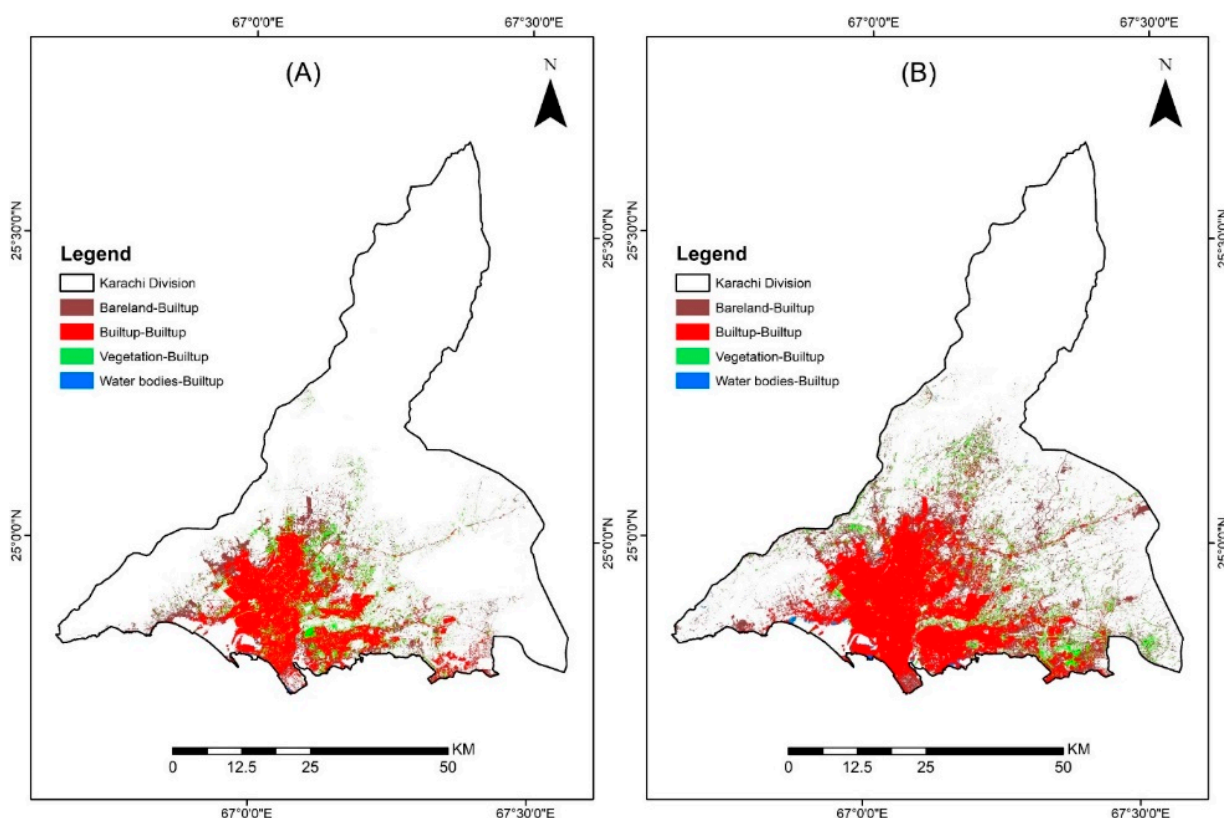 67°0'0"E 67°30'0"E
(A)
N
25°30'0"N
25°30'0"N
Legend
Karachi Division
Bareland-Builtup
Builtup-Builtup
Vegetation-Builtup
Water bodies-Builtup
25°0'0"N
25°0'0"N
KM
0 12.5 25 50
67°0'0"E 67°30'0"E
67°0'0"E 67°30'0"E
(B)
N
25°30'0"N
Legend
Karachi Division
Bareland-Builtup
Builtup-Builtup
Vegetation-Builtup
Water bodies-Builtup
25°0'0"N
KM
0 12.5 25 50
67°0'0"E 67°30'0"E